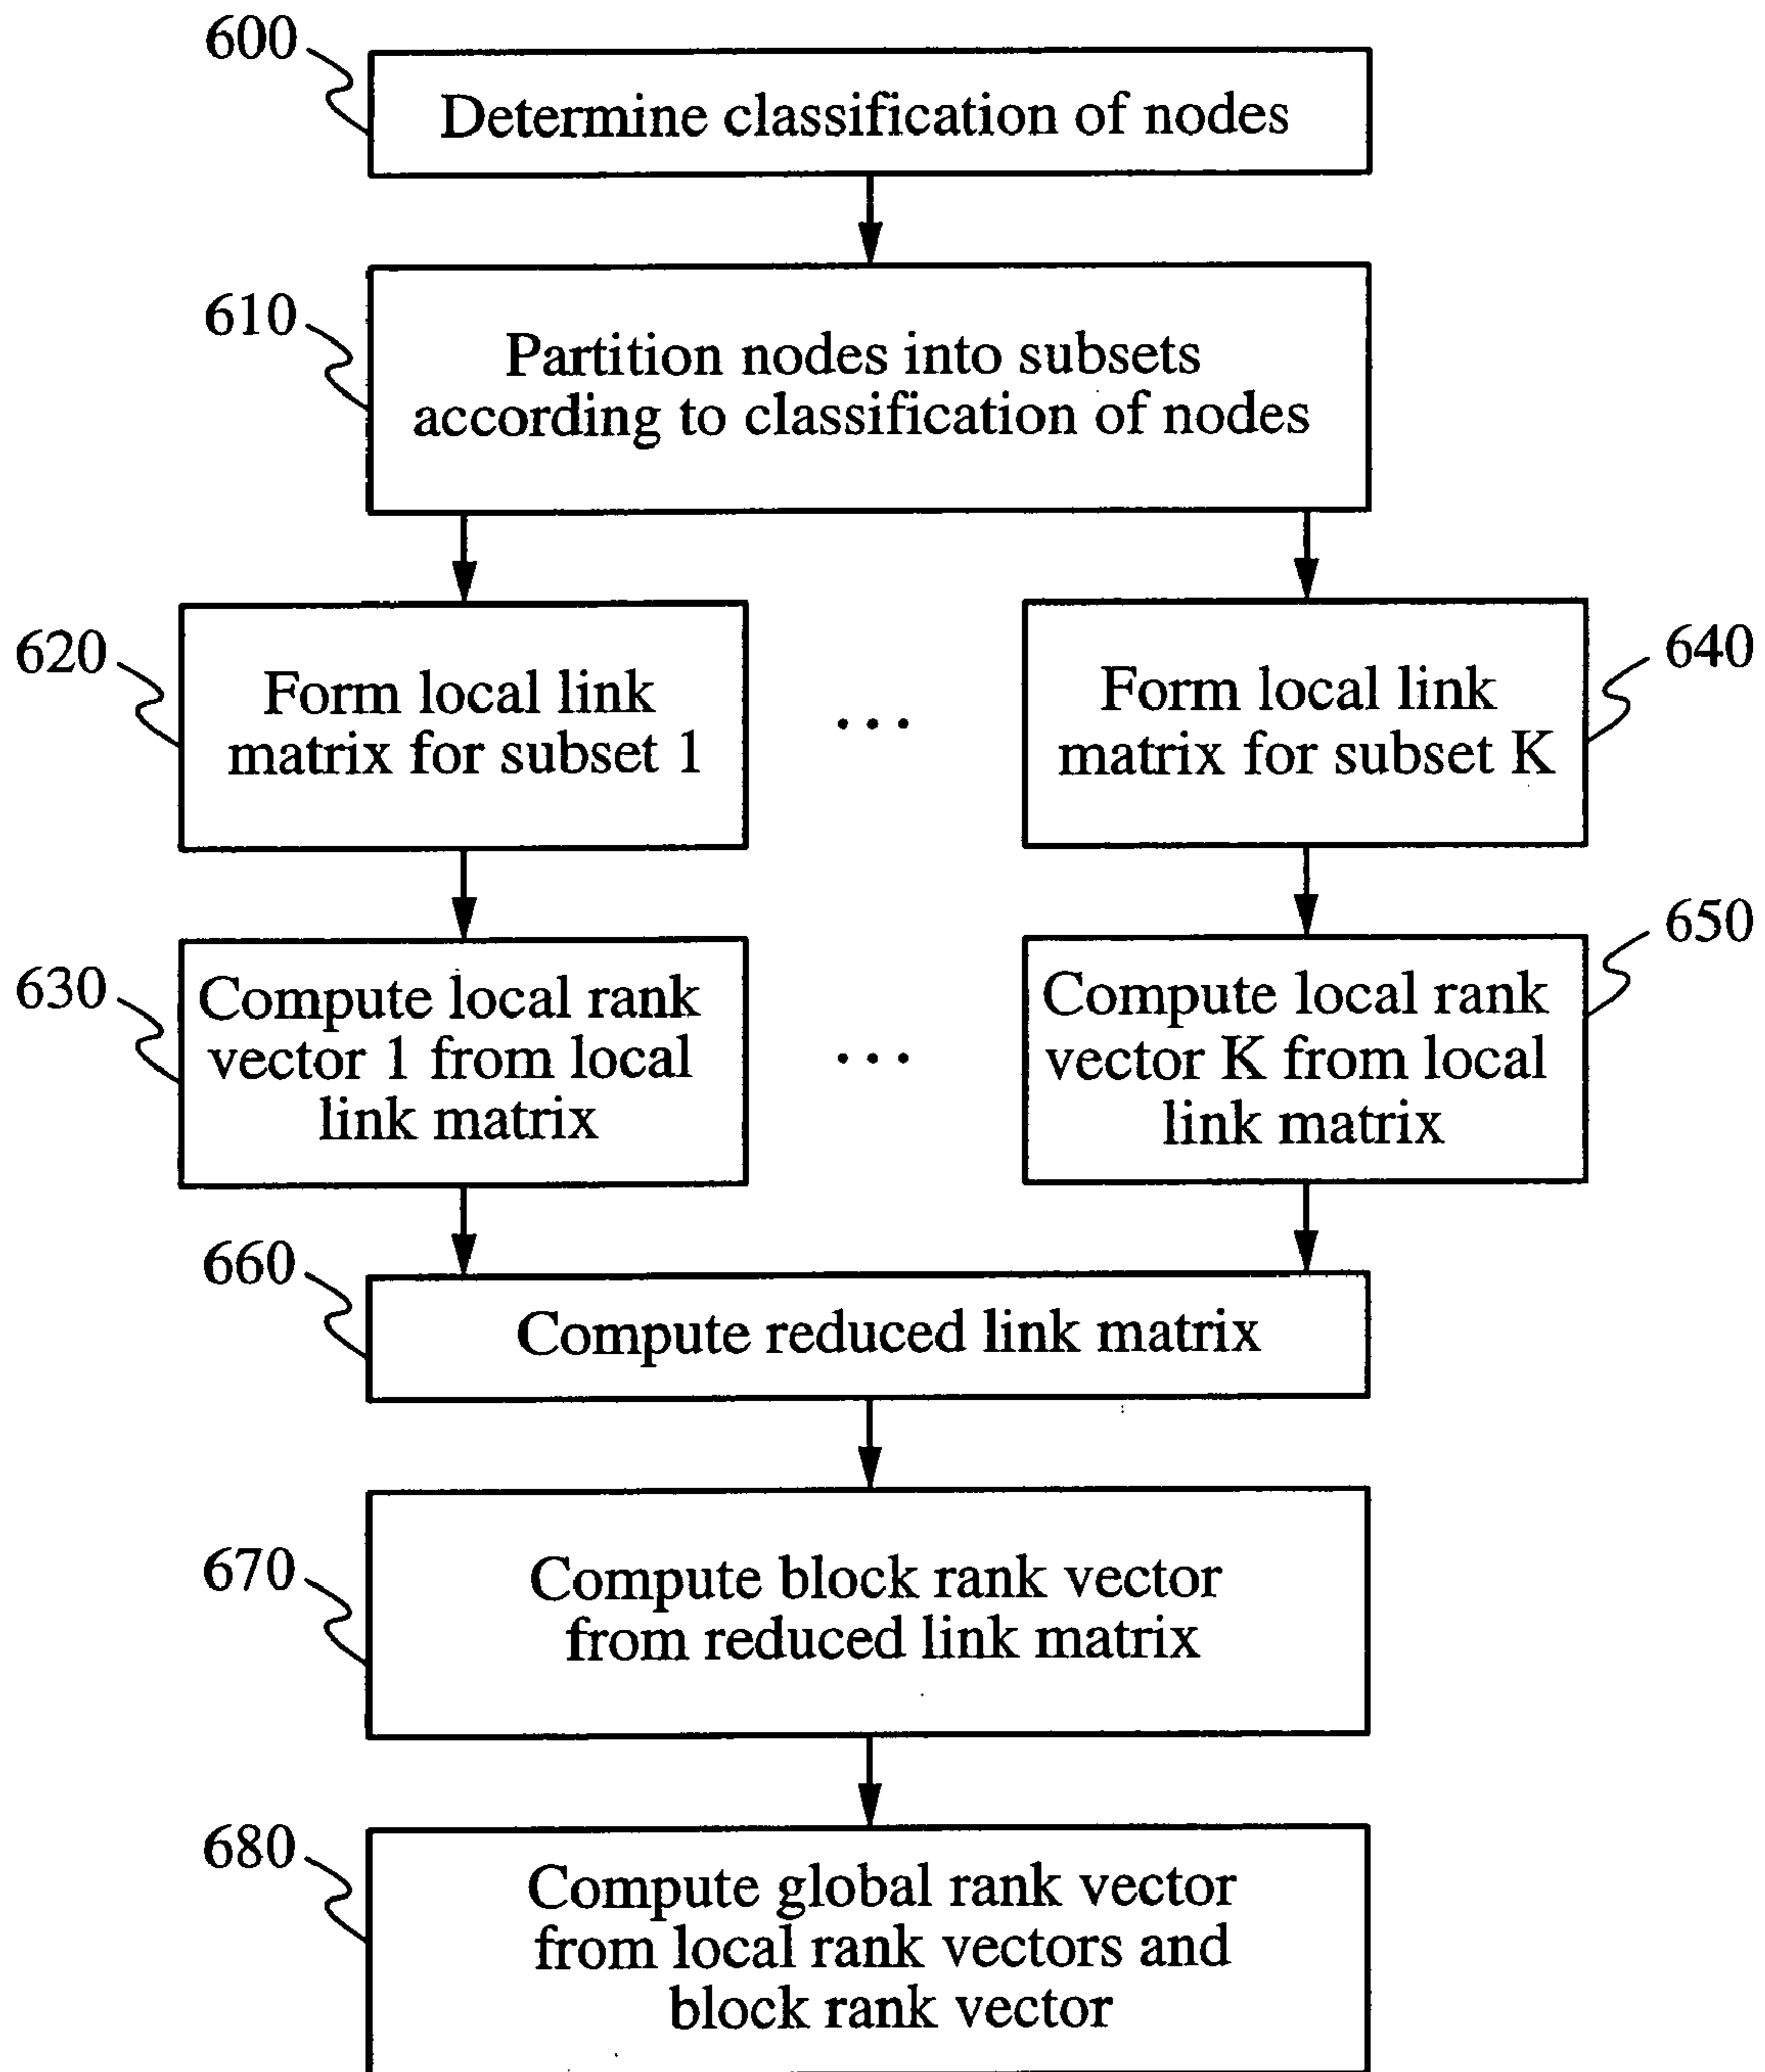 600
Determine classification of nodes
610
Partition nodes into subsets
according to classification of nodes
620
Form local link
matrix for subset 1
...
Form local link
matrix for subset K
640
630
Compute local rank
vector 1 from local
link matrix
...
Compute local rank
vector K from local
link matrix
650
660
Compute reduced link matrix
670
Compute block rank vector
from reduced link matrix
680
Compute global rank vector
from local rank vectors and
block rank vector